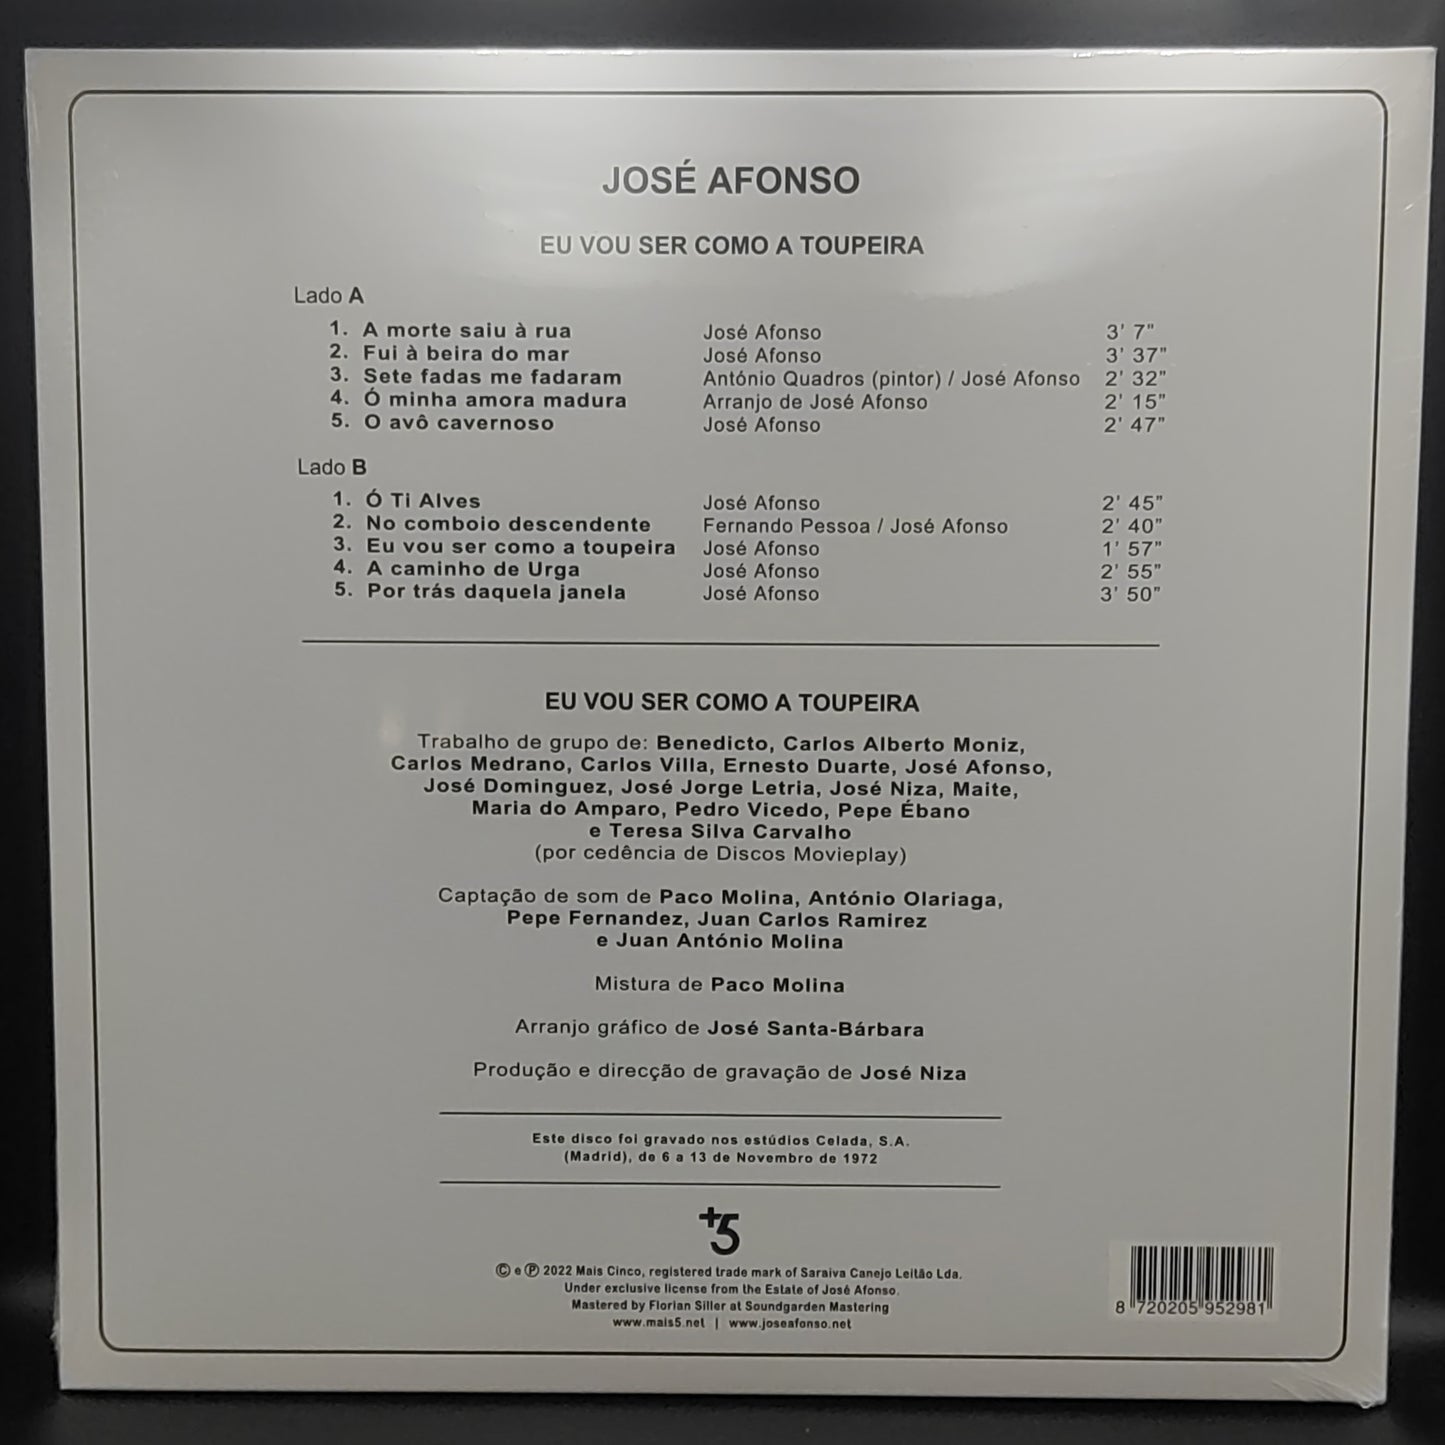 JOSÉ AFONSO
EU VOU SER COMO A TOUPEIRA
Lado A
1. A morte saiu à rua José Afonso 3' 7"
2. Fui à beira do mar José Afonso 3' 37"
3. Sete fadas me fadaram António Quadros (pintor) / José Afonso 2' 32"
4. Ó minha amora madura Arranjo de José Afonso 2' 15"
5. O avô cavernoso José Afonso 2' 47"
Lado B
1. Ó Ti Alves José Afonso 2' 45"
2. No comboio descendente Fernando Pessoa / José Afonso 2' 40"
3. Eu vou ser como a toupeira José Afonso 1' 57"
4. A caminho de Urga José Afonso 2' 55"
5. Por trás daquela janela José Afonso 3' 50"
EU VOU SER COMO A TOUPEIRA
Trabalho de grupo de: Benedicto, Carlos Alberto Moniz,
Carlos Medrano, Carlos Villa, Ernesto Duarte, José Afonso,
José Dominguez, José Jorge Letria, José Niza, Maite,
Maria do Amparo, Pedro Vicedo, Pepe Ébano
e Teresa Silva Carvalho
(por cedência de Discos Movieplay)
Captação de som de Paco Molina, António Olariaga,
Pepe Fernandez, Juan Carlos Ramirez
e Juan António Molina
Mistura de Paco Molina
Arranjo gráfico de José Santa-Bárbara
Produção e direcção de gravação de José Niza
Este disco foi gravado nos estúdios Celada, S.A.
(Madrid), de 6 a 13 de Novembro de 1972
+5
© e ℗ 2022 Mais Cinco, registered trade mark of Saraiva Canejo Leitão Lda.
Under exclusive license from the Estate of José Afonso.
Mastered by Florian Siller at Soundgarden Mastering
www.mais5.net | www.joseafonso.net
8 720205 952981